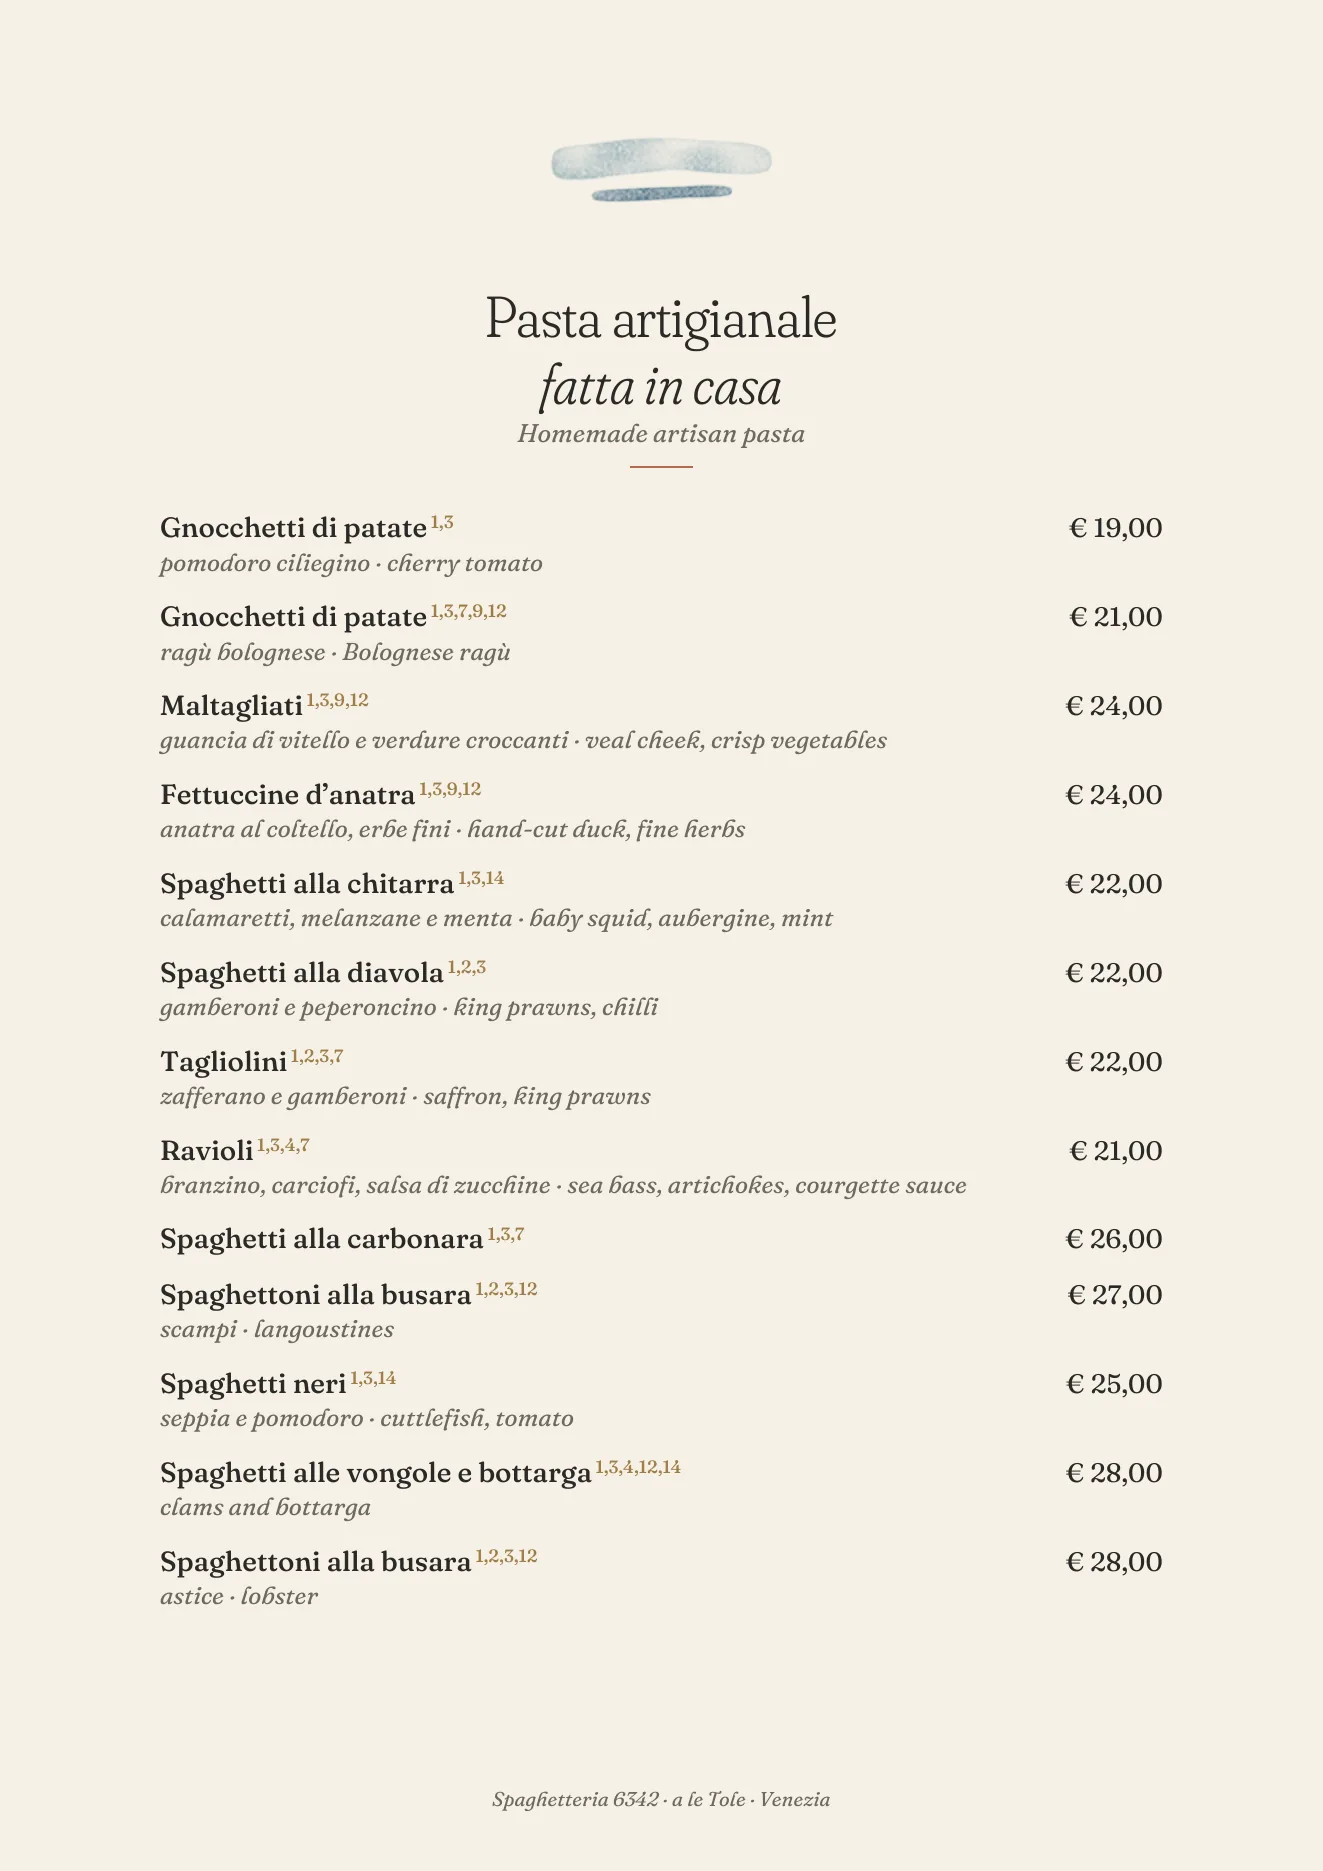 Pasta artigianale
fatta in casa
Homemade artisan pasta
Gnocchetti di patate 1,3 € 19,00
pomodoro ciliegino · cherry tomato
Gnocchetti di patate 1,3,7,9,12 € 21,00
ragù bolognese · Bolognese ragù
Maltagliati 1,3,9,12 € 24,00
guancia di vitello e verdure croccanti · veal cheek, crisp vegetables
Fettuccine d’anatra 1,3,9,12 € 24,00
anatra al coltello, erbe fini · hand-cut duck, fine herbs
Spaghetti alla chitarra 1,3,14 € 22,00
calamaretti, melanzane e menta · baby squid, aubergine, mint
Spaghetti alla diavola 1,2,3 € 22,00
gamberoni e peperoncino · king prawns, chilli
Tagliolini 1,2,3,7 € 22,00
zafferano e gamberoni · saffron, king prawns
Ravioli 1,3,4,7 € 21,00
branzino, carciofi, salsa di zucchine · sea bass, artichokes, courgette sauce
Spaghetti alla carbonara 1,3,7 € 26,00
Spaghettoni alla busara 1,2,3,12 € 27,00
scampi · langoustines
Spaghetti neri 1,3,14 € 25,00
seppia e pomodoro · cuttlefish, tomato
Spaghetti alle vongole e bottarga 1,3,4,12,14 € 28,00
clams and bottarga
Spaghettoni alla busara 1,2,3,12 € 28,00
astice · lobster
Spaghetteria 6342 · a le Tole · Venezia